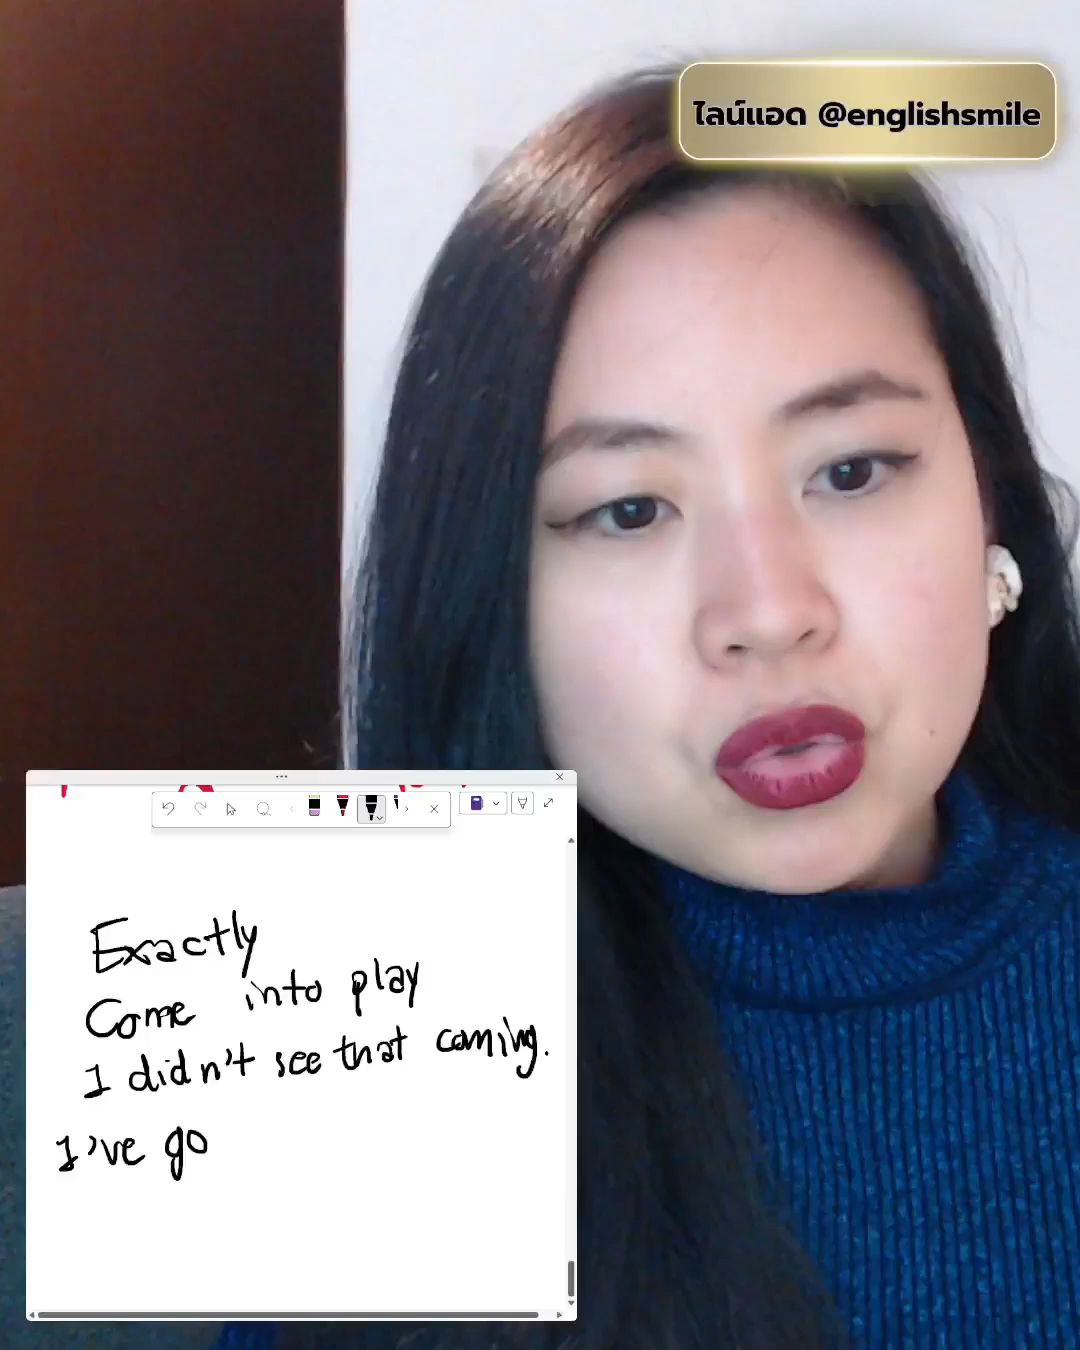 ไลน์แอด @englishsmile
Exactly
Come into play
I didn't see that coming.
I've go